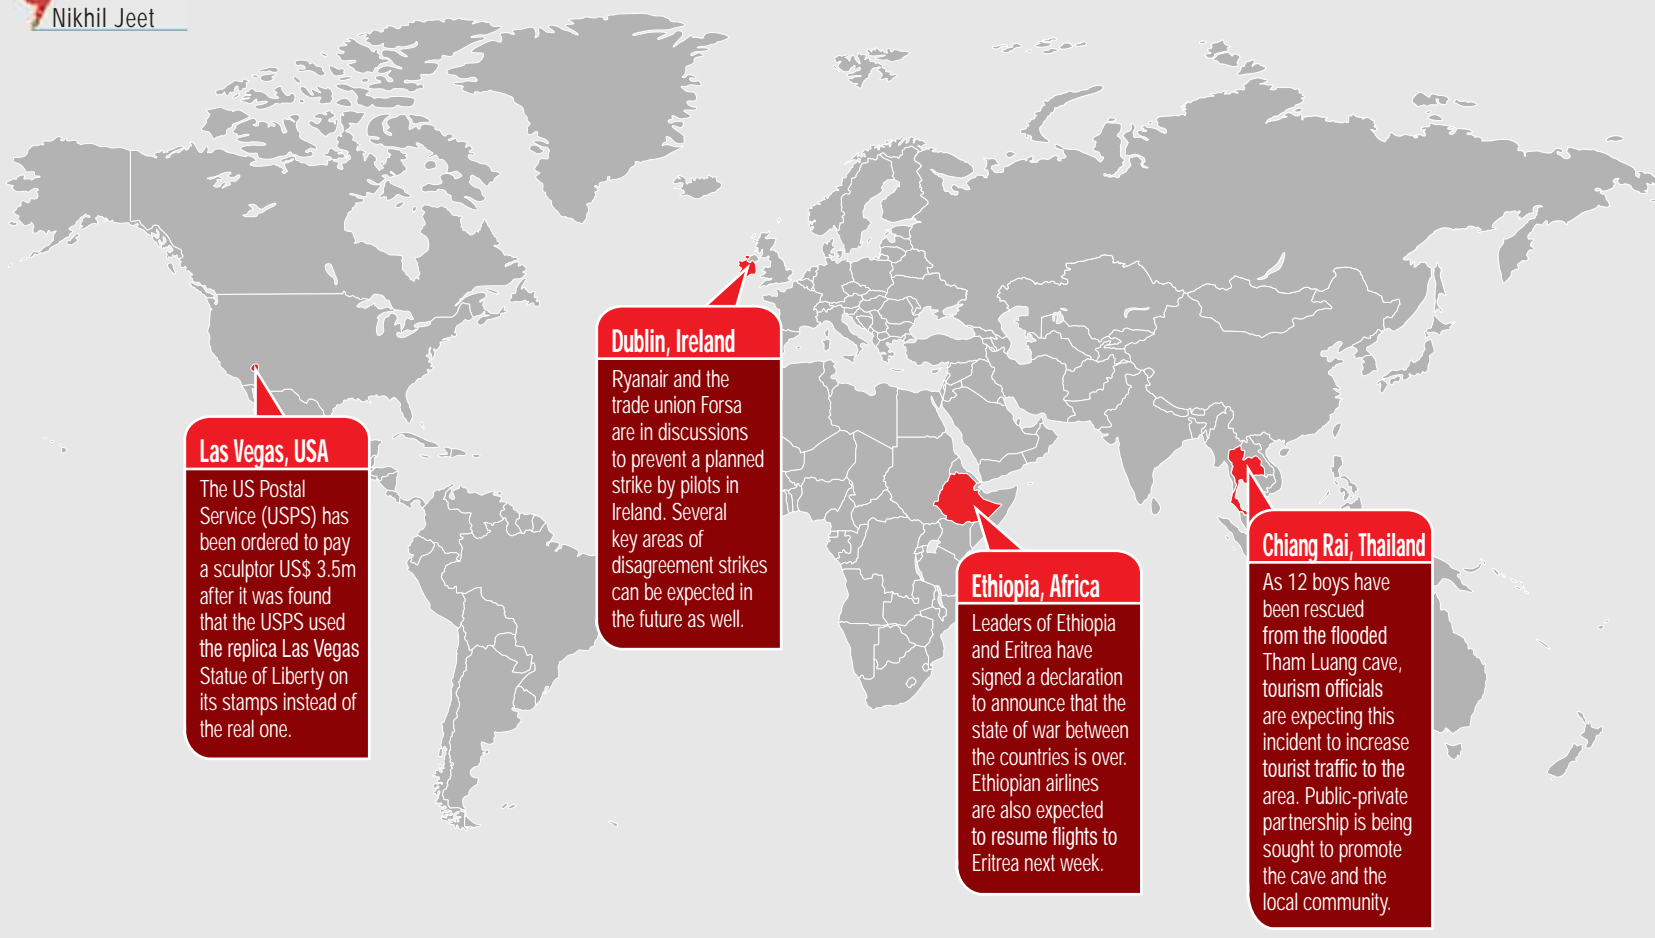 Nikhil Jeet
Las Vegas, USA
The US Postal
Service (USPS) has
been ordered to pay
a sculptor US$ 3.5m
after it was found
that the USPS used
the replica Las Vegas
Statue of Liberty on
its stamps instead of
the real one.
Dublin, Ireland
Ryanair and the
trade union Forsa
are in discussions
to prevent a planned
strike by pilots in
Ireland. Several
key areas of
disagreement strikes
can be expected in
the future as well.
Ethiopia, Africa
Leaders of Ethiopia
and Eritrea have
signed a declaration
to announce that the
state of war between
the countries is over.
Ethiopian airlines
are also expected
to resume flights to
Eritrea next week.
Chiang Rai, Thailand
As 12 boys have
been rescued
from the flooded
Tham Luang cave,
tourism officials
are expecting this
incident to increase
tourist traffic to the
area. Public-private
partnership is being
sought to promote
the cave and the
local community.